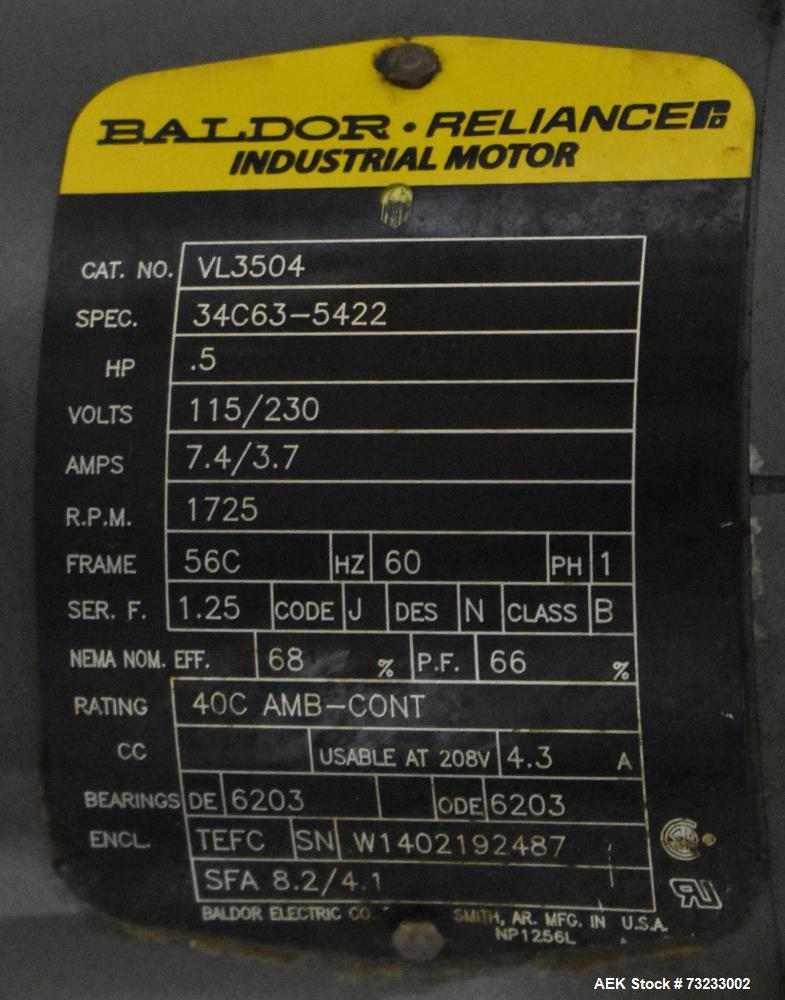 BALDOR • RELIANCER
INDUSTRIAL MOTOR
CAT. NO. VL3504
SPEC. 34C63-5422
HP .5
VOLTS 115/230
AMPS 7.4/3.7
R.P.M. 1725
FRAME 56C HZ 60 PH 1
SER. F. 1.25 CODE J DES N CLASS B
NEMA NOM. EFF. 68 % P.F. 66 %
RATING 40C AMB-CONT
CC USABLE AT 208V 4.3 A
BEARINGS DE 6203 ODE 6203
ENCL. TEFC SN W1402192487
SFA 8.2/4.1
BALDOR ELECTRIC CO. SMITH, AR. MFG. IN U.S.A.
NP1256L
AEK Stock # 73233002